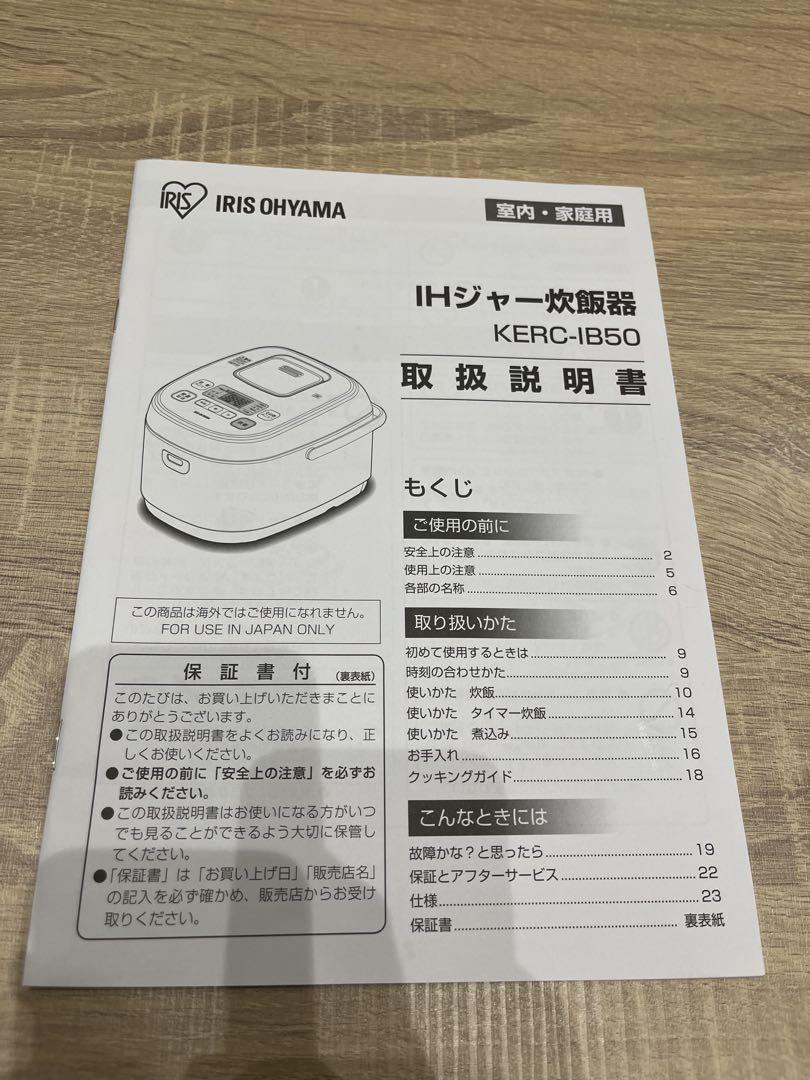 IRIS IRIS OHYAMA
室内・家庭用
IHジャー炊飯器
KERC-IB50
取扱説明書
もくじ
ご使用の前に
安全上の注意 2
使用上の注意 5
各部の名称 6
取り扱いかた
初めて使用するときは 9
時刻の合わせかた 9
使いかた 炊飯 10
使いかた タイマー炊飯 14
使いかた 煮込み 15
お手入れ 16
クッキングガイド 18
こんなときには
故障かな?と思ったら 19
保証とアフターサービス 22
仕様 23
保証書 裏表紙
この商品は海外ではご使用になれません。
FOR USE IN JAPAN ONLY
保証書付(裏表紙)
このたびは、お買い上げいただきまことに
ありがとうございます。
●この取扱説明書をよくお読みになり、正
しくお使いください。
●ご使用の前に「安全上の注意」を必ずお
読みください。
●この取扱説明書はお使いになる方がいつ
でも見ることができるよう大切に保管し
てください。
●「保証書」は「お買い上げ日」「販売店名」
の記入を必ず確かめ、販売店からお受け
取りください。